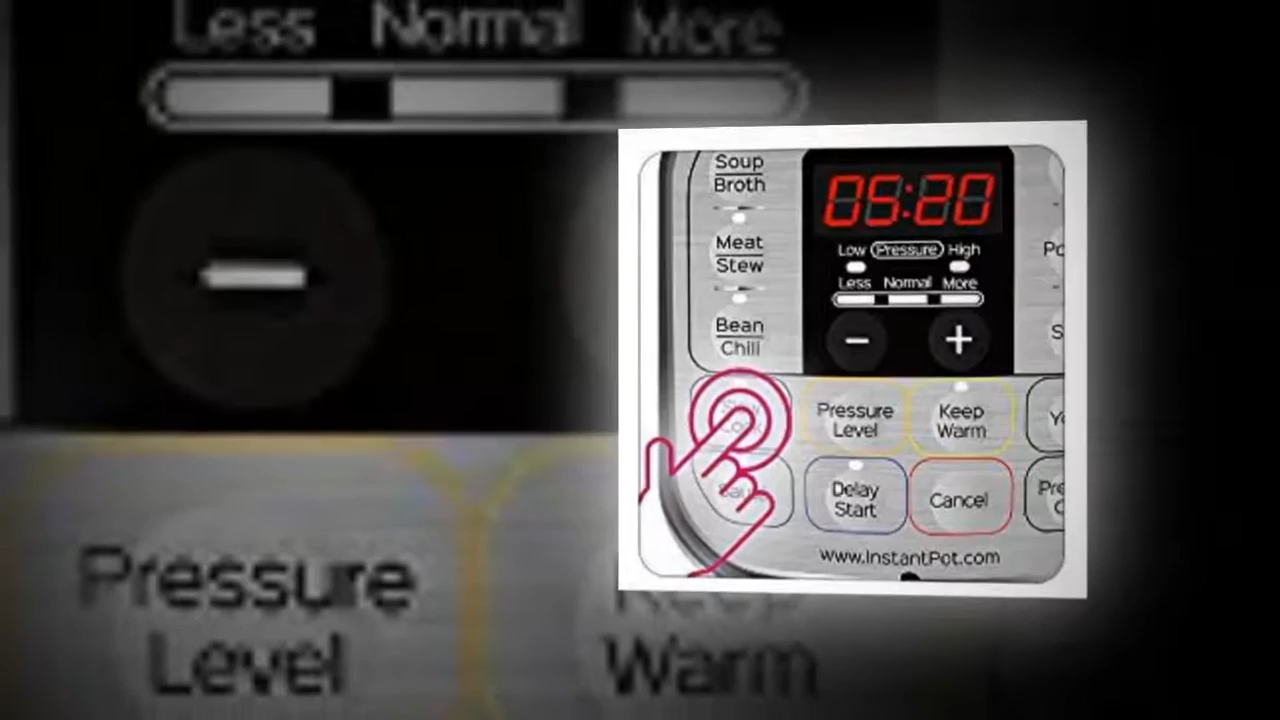 Less Normal More
Soup
Broth
05:20
Meat
Stew
Low Pressure High
Less Normal More
Bean
Chili
Pressure
Level
Keep
Warm
Delay
Start
Cancel
www.InstantPot.com
Pressure
Level
Keep
Warm